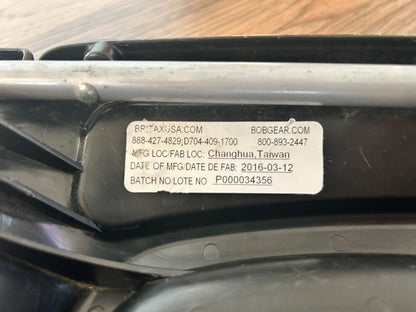 BRITAXUSA.COM BOBGEAR.COM
888-427-4829;D704-409-1700 800-893-2447
MFG LOC/FAB LOC: Changhua,Taiwan
DATE OF MFG/DATE DE FAB: 2016-03-12
BATCH NO/LOTE NO P000034356